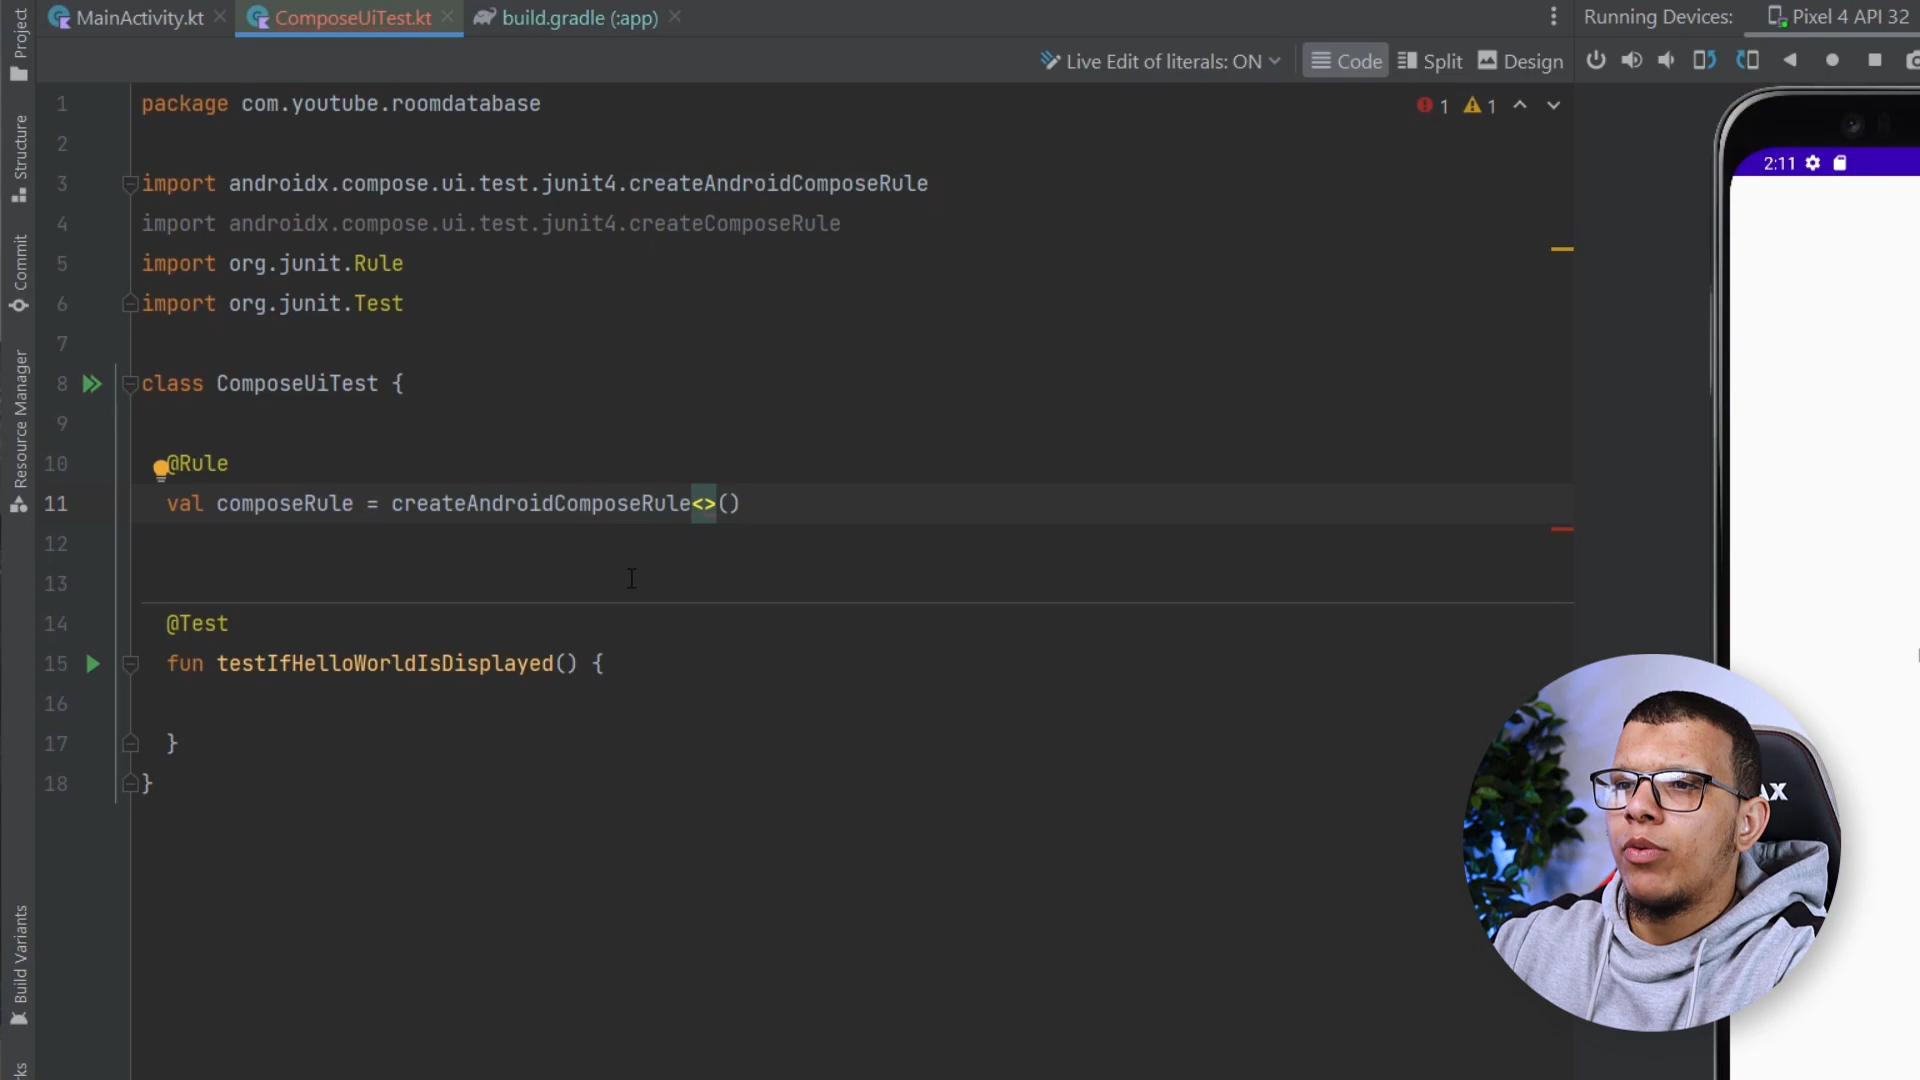 MainActivity.kt
ComposeUiTest.kt
build.gradle (:app)
Running Devices:
Pixel 4 API 32
Live Edit of literals: ON
Code
Split
Design
Project
Structure
Commit
Resource Manager
Build Variants
rks
1
1
1 package com.youtube.roomdatabase
2
3 import androidx.compose.ui.test.junit4.createAndroidComposeRule
4 import androidx.compose.ui.test.junit4.createComposeRule
5 import org.junit.Rule
6 import org.junit.Test
7
8 class ComposeUiTest {
9
10 @Rule
11 val composeRule = createAndroidComposeRule<>()
12
13
14 @Test
15 fun testIfHelloWorldIsDisplayed() {
16
17 }
18 }
2:11
AX